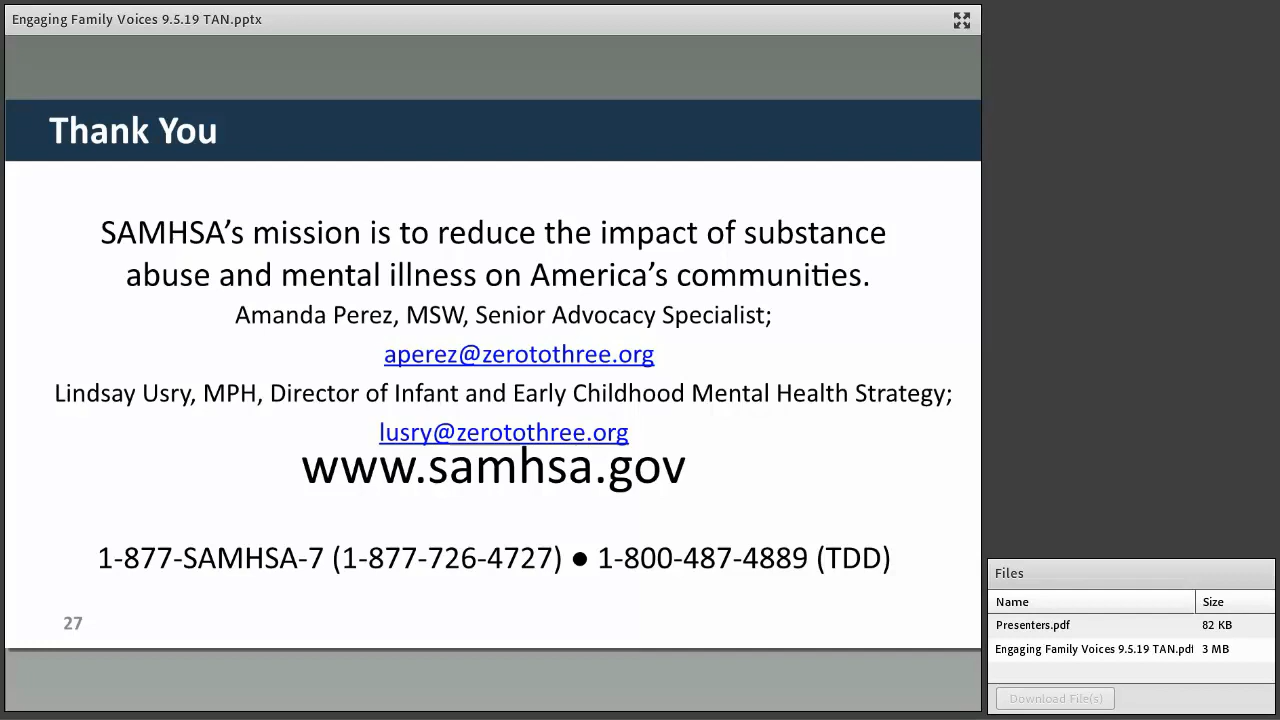 Engaging Family Voices 9.5.19 TAN.pptx
Thank You
SAMHSA’s mission is to reduce the impact of substance
abuse and mental illness on America’s communities.
Amanda Perez, MSW, Senior Advocacy Specialist;
aperez@zerotothree.org
Lindsay Usry, MPH, Director of Infant and Early Childhood Mental Health Strategy;
lusry@zerotothree.org
www.samhsa.gov
1-877-SAMHSA-7 (1-877-726-4727) ● 1-800-487-4889 (TDD)
27
Files
Name Size
Presenters.pdf 82 KB
Engaging Family Voices 9.5.19 TAN.pdf 3 MB
Download File(s)